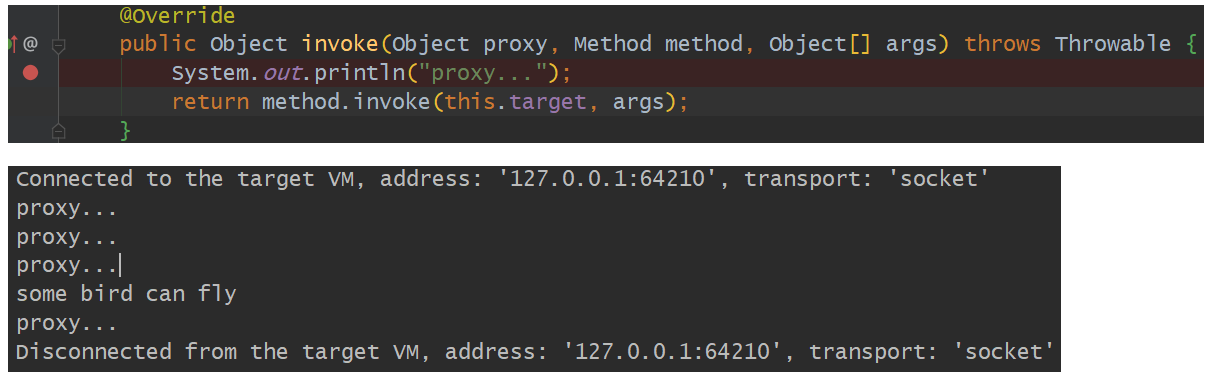 @Override
@ public Object invoke(Object proxy, Method method, Object[] args) throws Throwable {
System.out.println("proxy...");
return method.invoke(this.target, args);
}
Connected to the target VM, address: '127.0.0.1:64210', transport: 'socket'
proxy...
proxy...
proxy...
some bird can fly
proxy...
Disconnected from the target VM, address: '127.0.0.1:64210', transport: 'socket'